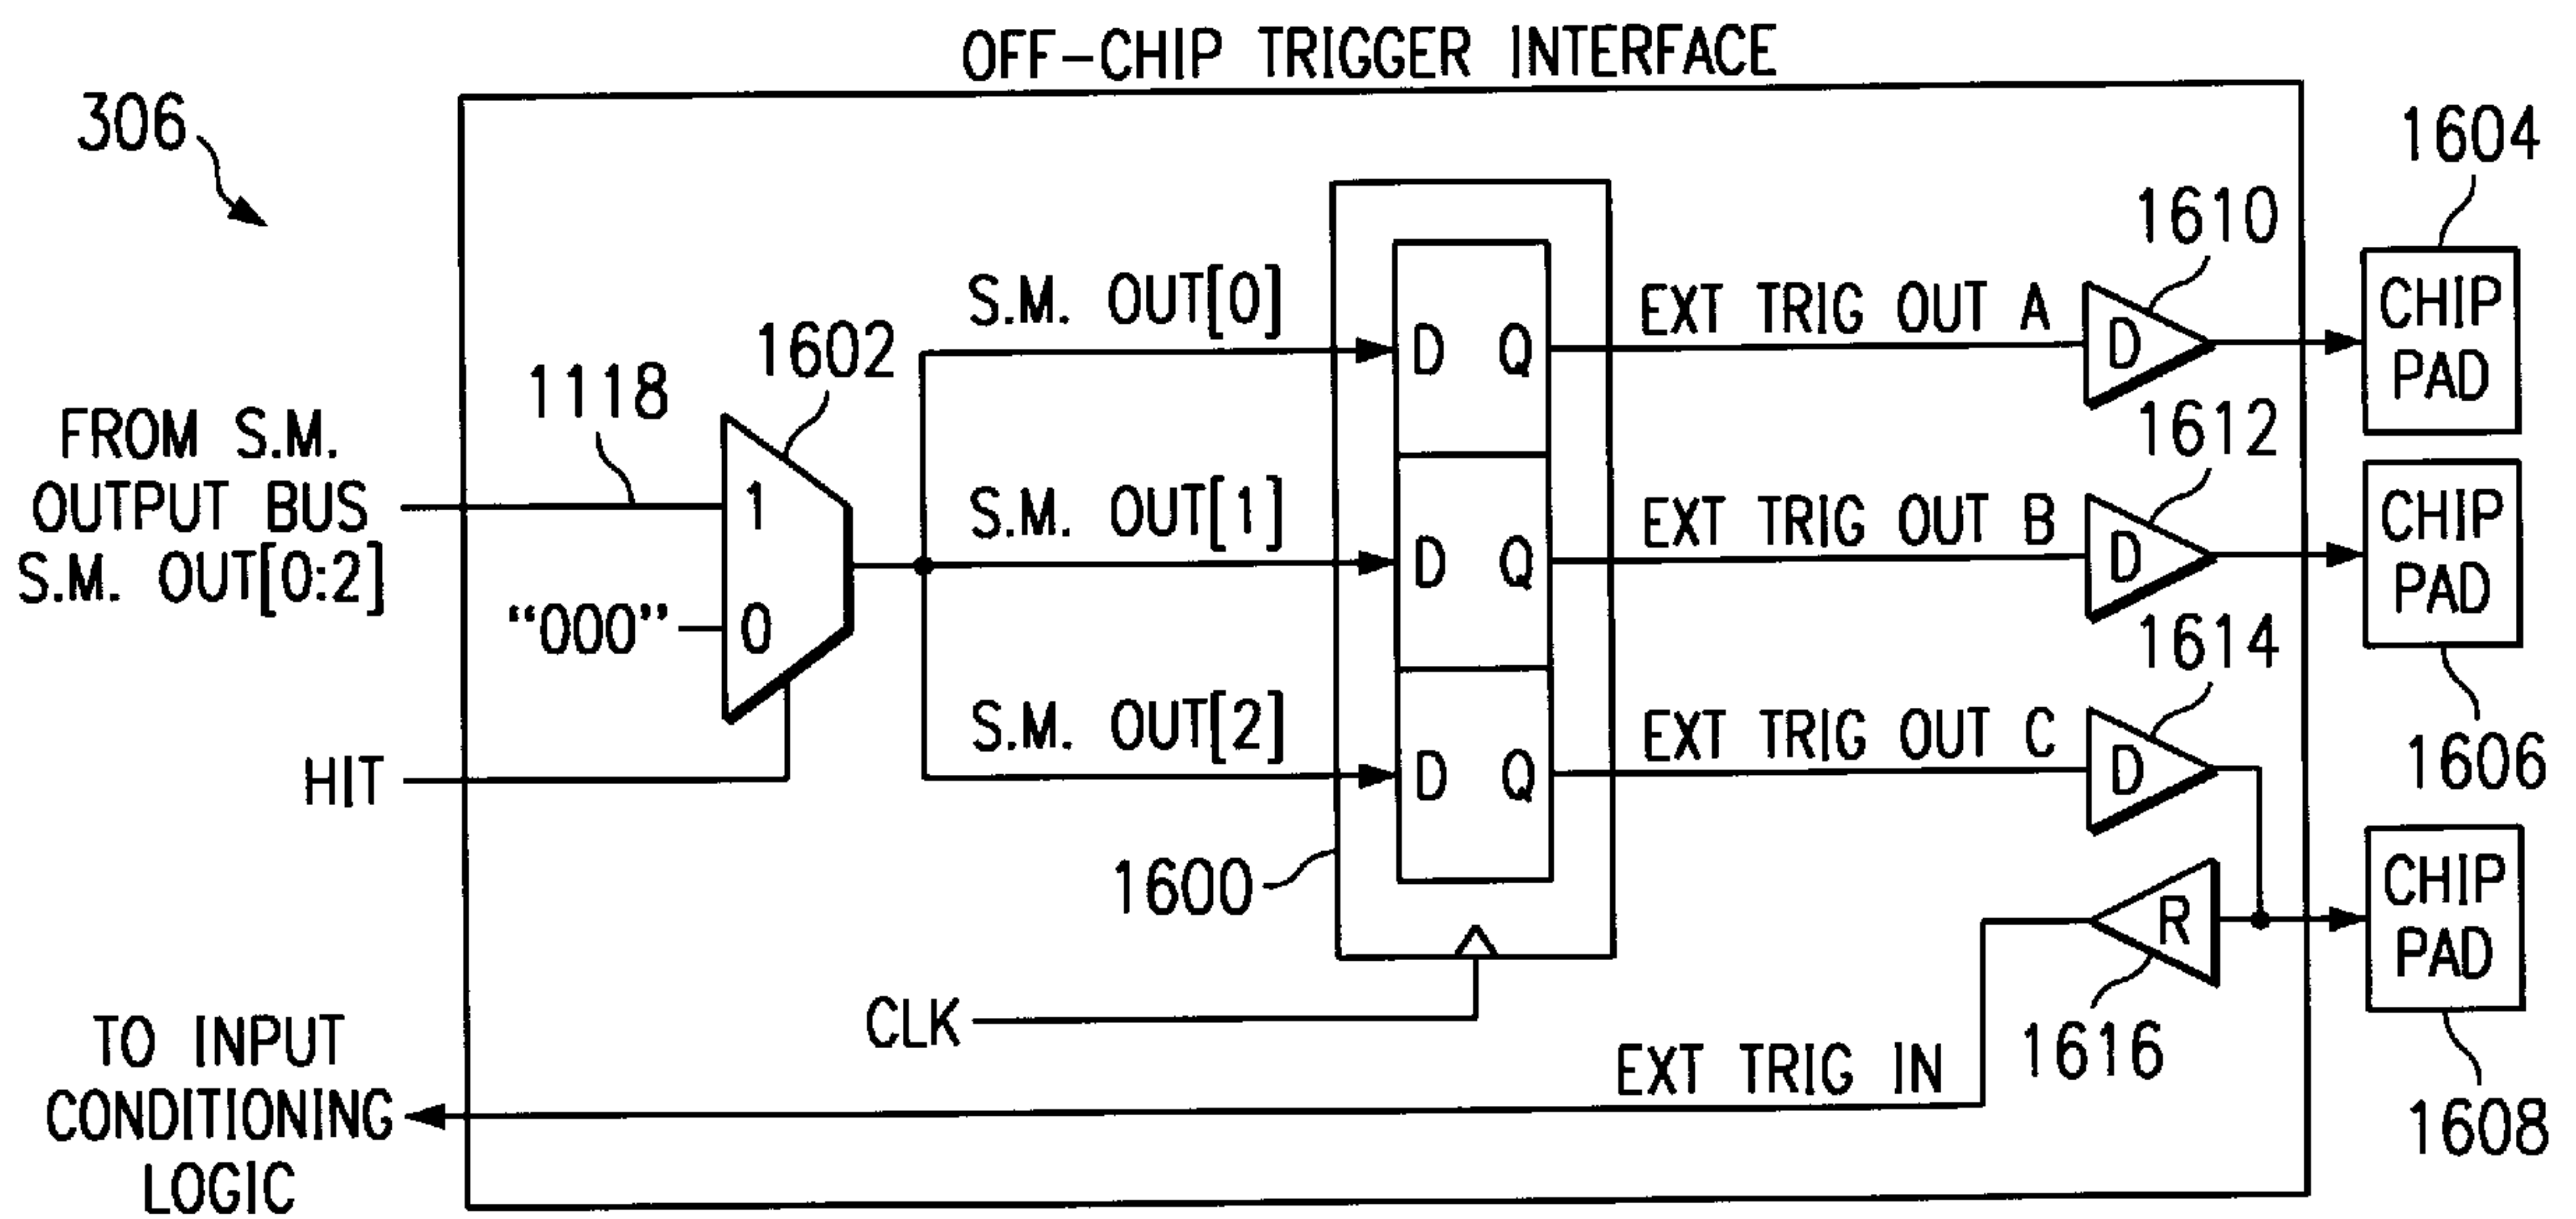 OFF-CHIP TRIGGER INTERFACE
306
1604
1610
CHIP
PAD
S.M. OUT[0]
EXT TRIG OUT A
D Q
D
1602
1118
1612
FROM S.M.
OUTPUT BUS
S.M. OUT[0:2]
1
0
"000"
S.M. OUT[1]
EXT TRIG OUT B
D Q
D
CHIP
PAD
1606
1614
S.M. OUT[2]
EXT TRIG OUT C
D Q
D
HIT
1600
R
CHIP
PAD
1608
1616
CLK
EXT TRIG IN
TO INPUT
CONDITIONING
LOGIC